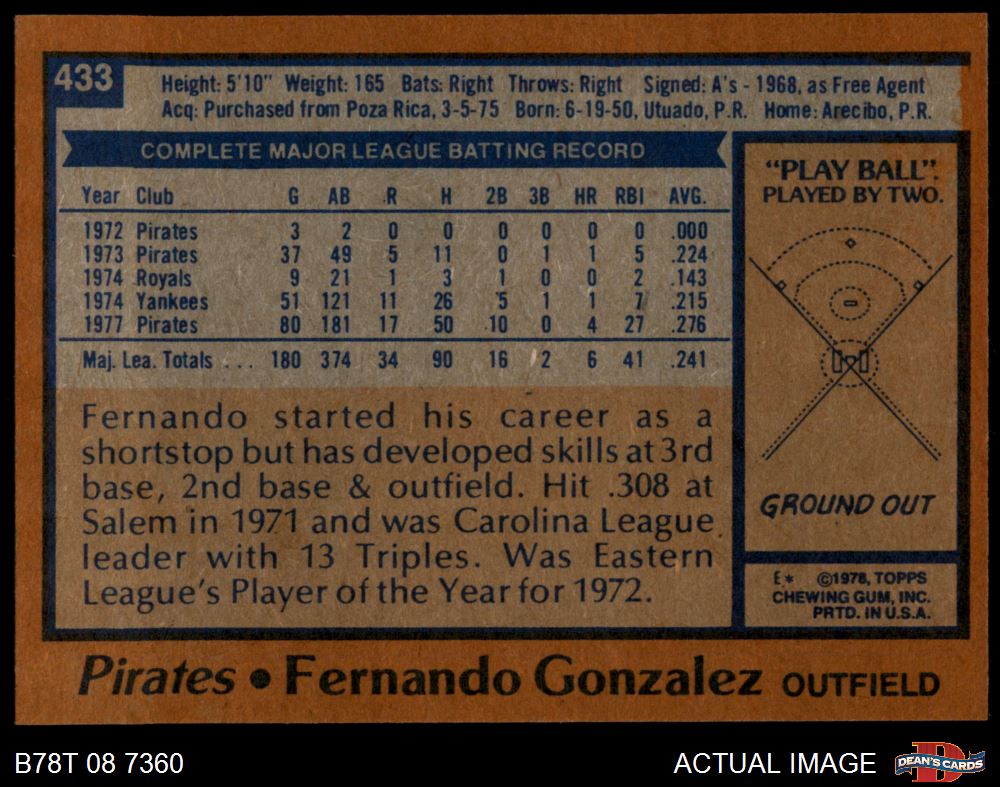 433
Height: 5'10" Weight: 165 Bats: Right Throws: Right Signed: A's - 1968, as Free Agent
Acq: Purchased from Poza Rica, 3-5-75 Born: 6-19-50, Utuado, P.R. Home: Arecibo, P.R.
COMPLETE MAJOR LEAGUE BATTING RECORD
Year Club G AB R H 2B 3B HR RBI AVG.
1972 Pirates 3 2 0 0 0 0 0 0 .000
1973 Pirates 37 49 5 11 0 1 1 5 .224
1974 Royals 9 21 1 3 1 0 0 2 .143
1974 Yankees 51 121 11 26 5 1 1 7 .215
1977 Pirates 80 181 17 50 10 0 4 27 .276
Maj. Lea. Totals . . . 180 374 34 90 16 2 6 41 .241
Fernando started his career as a
shortstop but has developed skills at 3rd
base, 2nd base & outfield. Hit .308 at
Salem in 1971 and was Carolina League
leader with 13 Triples. Was Eastern
League's Player of the Year for 1972.
"PLAY BALL".
PLAYED BY TWO.
GROUND OUT
E* ©1978, TOPPS
CHEWING GUM, INC.
PRTD. IN U.S.A.
Pirates • Fernando Gonzalez OUTFIELD
B78T 08 7360 ACTUAL IMAGE
D
DEAN'S CARDS